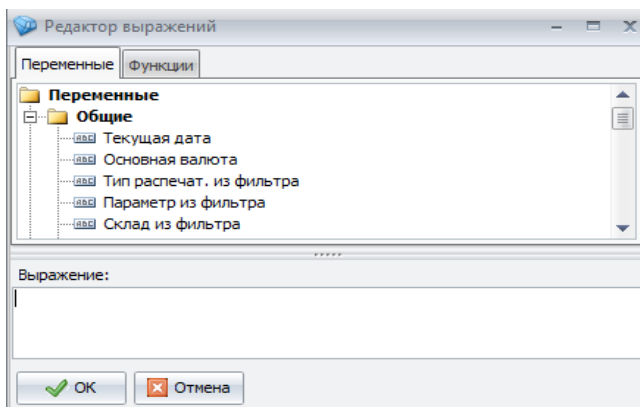 Редактор выражений
Переменные Функции
Переменные
Общие
Текущая дата
Основная валюта
Тип распечат. из фильтра
Параметр из фильтра
Склад из фильтра
Выражение:
ОК Отмена